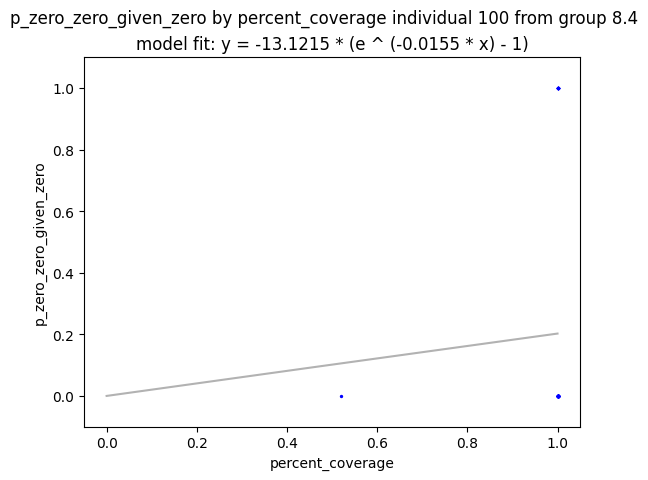 p_zero_zero_given_zero by percent_coverage individual 100 from group 8.4
model fit: y = -13.1215 * (e ^ (-0.0155 * x) - 1)
1.0
0.8
0.6
0.4
0.2
0.0
p_zero_zero_given_zero
0.0 0.2 0.4 0.6 0.8 1.0
percent_coverage